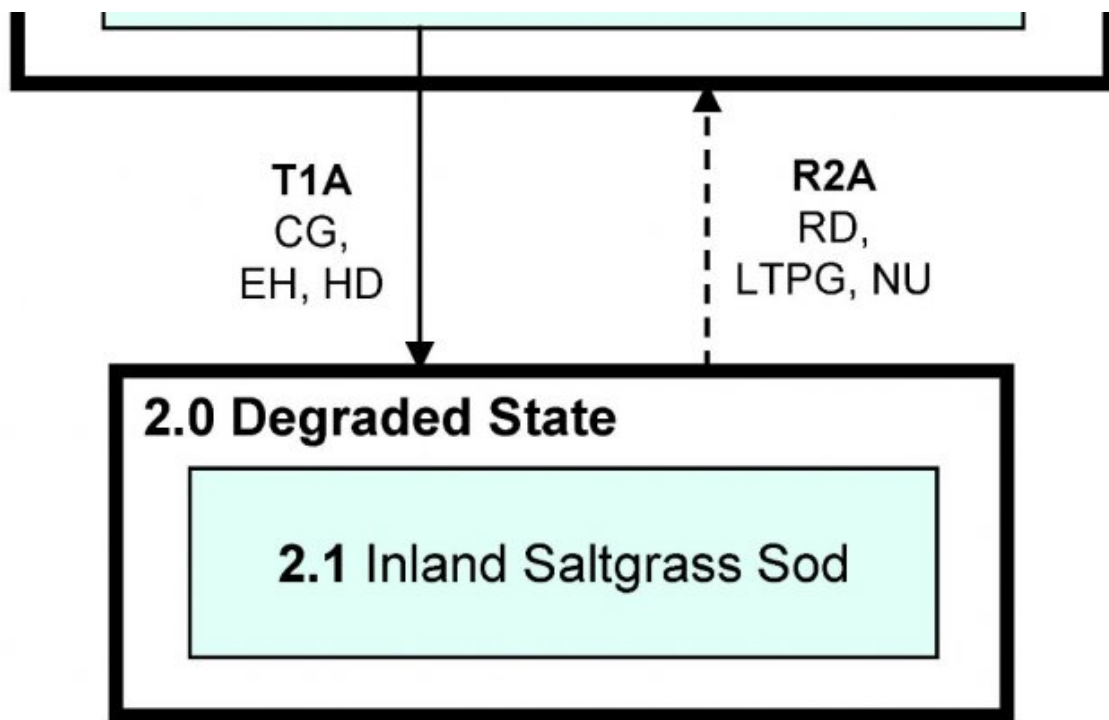 T1A
CG,
EH, HD
R2A
RD,
LTPG, NU
2.0 Degraded State
2.1 Inland Saltgrass Sod